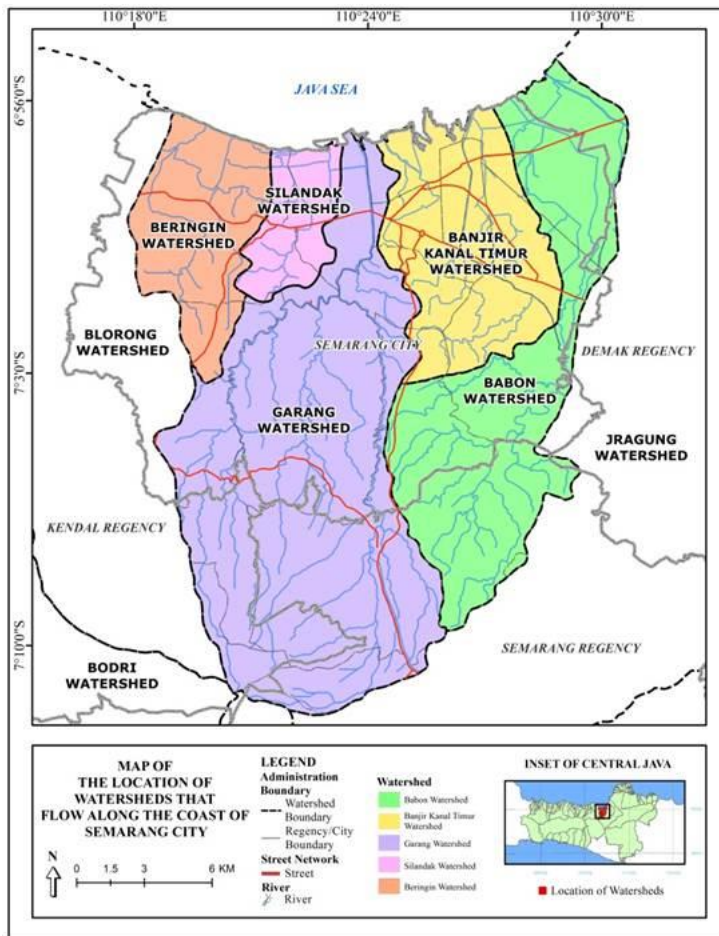 110°18'0"E
110°24'0"E
110°30'0"E
6°56'0"S
7°3'0"S
7°10'0"S
JAVA SEA
SILANDAK
WATERSHED
BERINGIN
WATERSHED
BANJIR
KANAL TIMUR
WATERSHED
BLORONG
WATERSHED
SEMARANG CITY
DEMAK REGENCY
BABON
WATERSHED
GARANG
WATERSHED
JRAGUNG
WATERSHED
KENDAL REGENCY
SEMARANG REGENCY
BODRI
WATERSHED
MAP OF
THE LOCATION OF
WATERSHEDS THAT
FLOW ALONG THE COAST OF
SEMARANG CITY
N
0 1.5 3 6 KM
LEGEND
Administration
Boundary
Watershed
Boundary
Regency/City
Boundary
Street Network
Street
River
River
Watershed
Babon Watershed
Banjir Kanal Timur
Watershed
Garang Watershed
Silandak Watershed
Beringin Watershed
INSET OF CENTRAL JAVA
Location of Watersheds